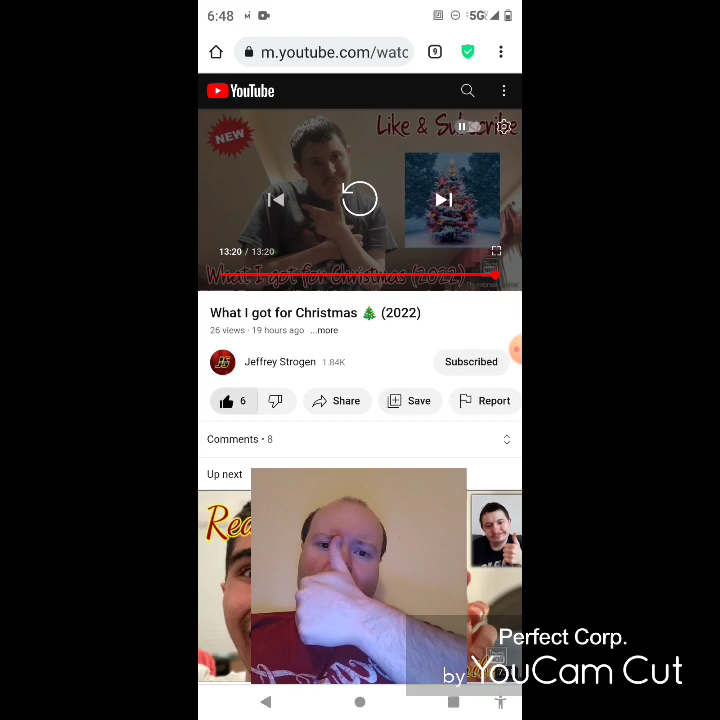 6:48
5G
m.youtube.com/watc
9
YouTube
NEW
Like & Subscribe
13:20 / 13:20
What I got for Christmas (2022)
What I got for Christmas 🎄 (2022)
26 views · 19 hours ago ...more
JS
Jeffrey Strogen 1.84K
Subscribed
6
Share
Save
Report
Comments • 8
Up next
Perfect Corp.
by YouCam Cut